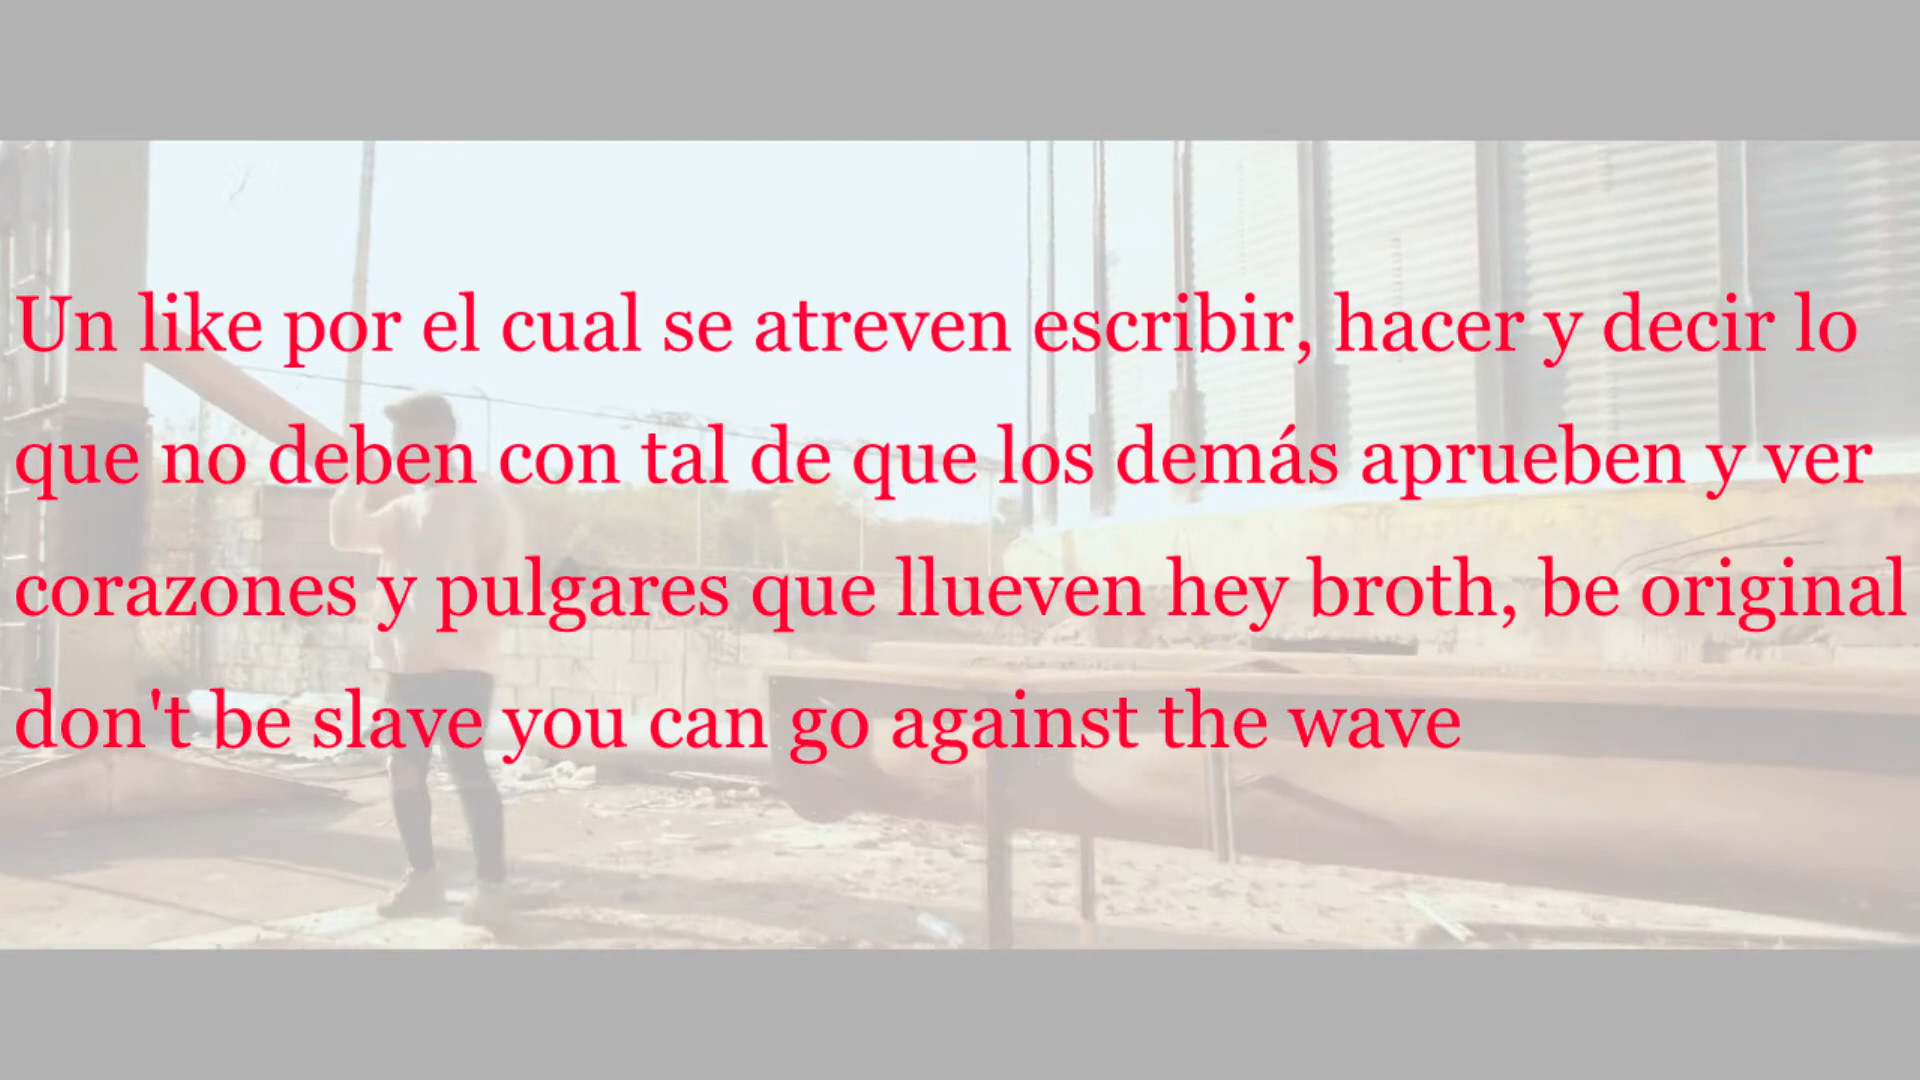 Un like por el cual se atreven escribir, hacer y decir lo
que no deben con tal de que los demás aprueben y ver
corazones y pulgares que llueven hey broth, be original
don't be slave you can go against the wave